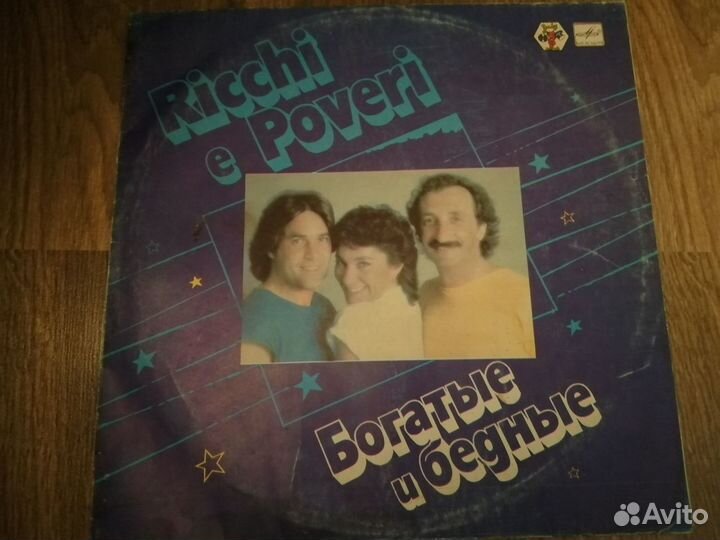 Ricchi
e Poveri
Богатые
и бедные
Avito